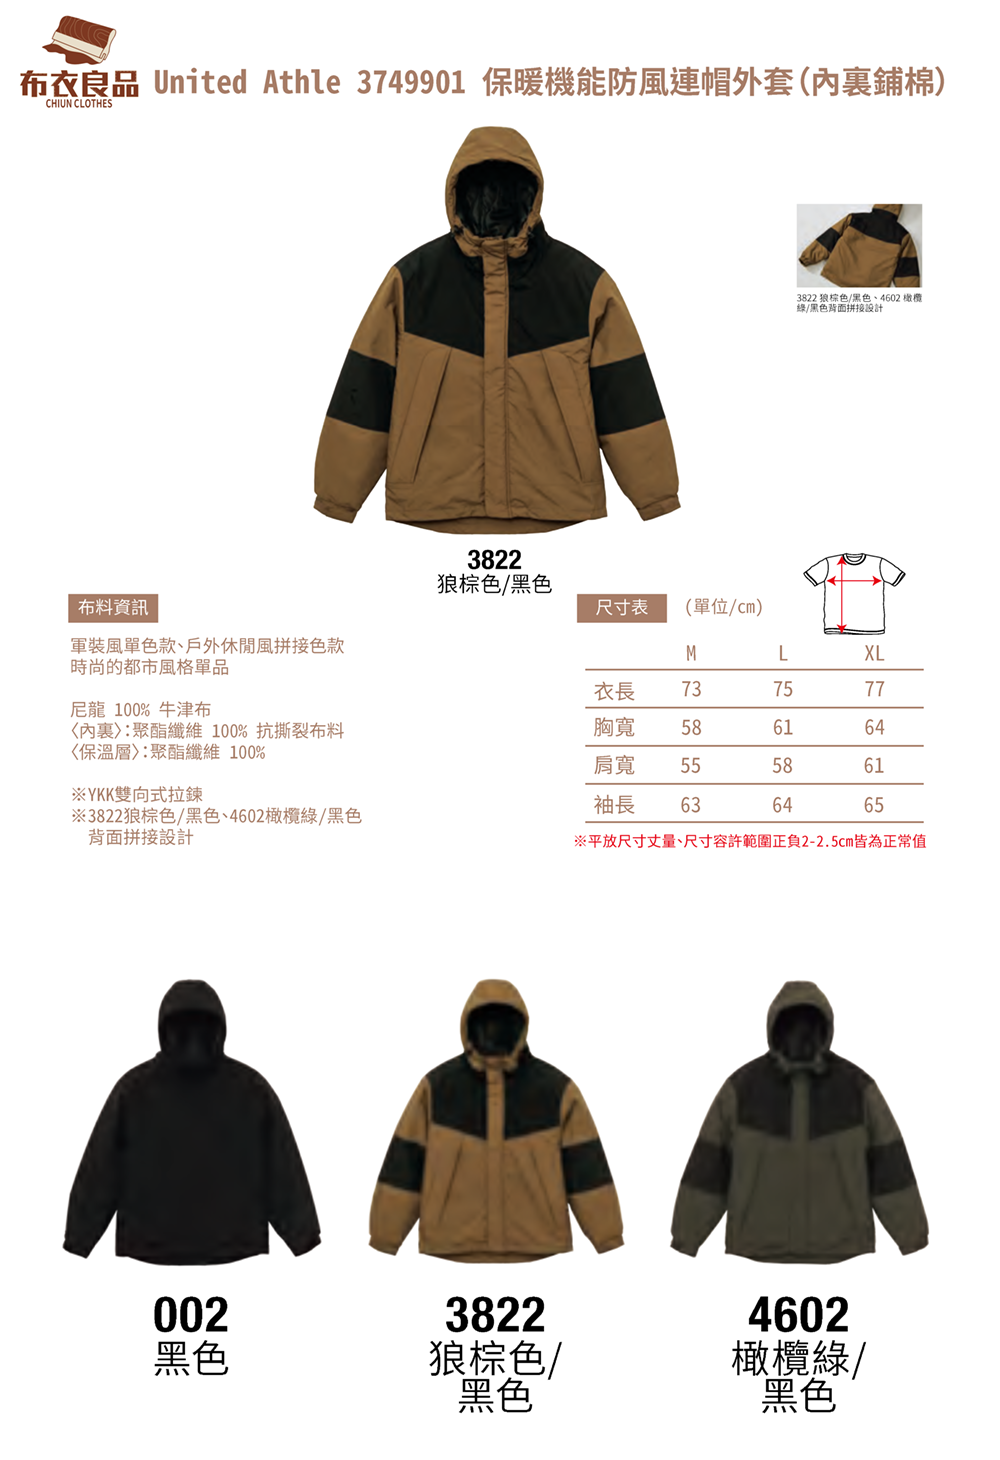 布衣良品
CHIUN CLOTHES
United Athle 3749901 保暖機能防風連帽外套(內裏鋪棉)
3822 狼棕色/黑色、4602 橄欖
綠/黑色背面拼接設計
3822
狼棕色/黑色
布料資訊
軍裝風單色款、戶外休閒風拼接色款
時尚的都市風格單品
尼龍 100% 牛津布
〈內裏〉:聚酯纖維 100% 抗撕裂布料
〈保溫層〉:聚酯纖維 100%
※YKK雙向式拉鍊
※3822狼棕色/黑色、4602橄欖綠/黑色
背面拼接設計
尺寸表 (單位/cm)
M L XL
衣長 73 75 77
胸寬 58 61 64
肩寬 55 58 61
袖長 63 64 65
※平放尺寸丈量、尺寸容許範圍正負2-2.5cm皆為正常值
002
黑色
3822
狼棕色/
黑色
4602
橄欖綠/
黑色